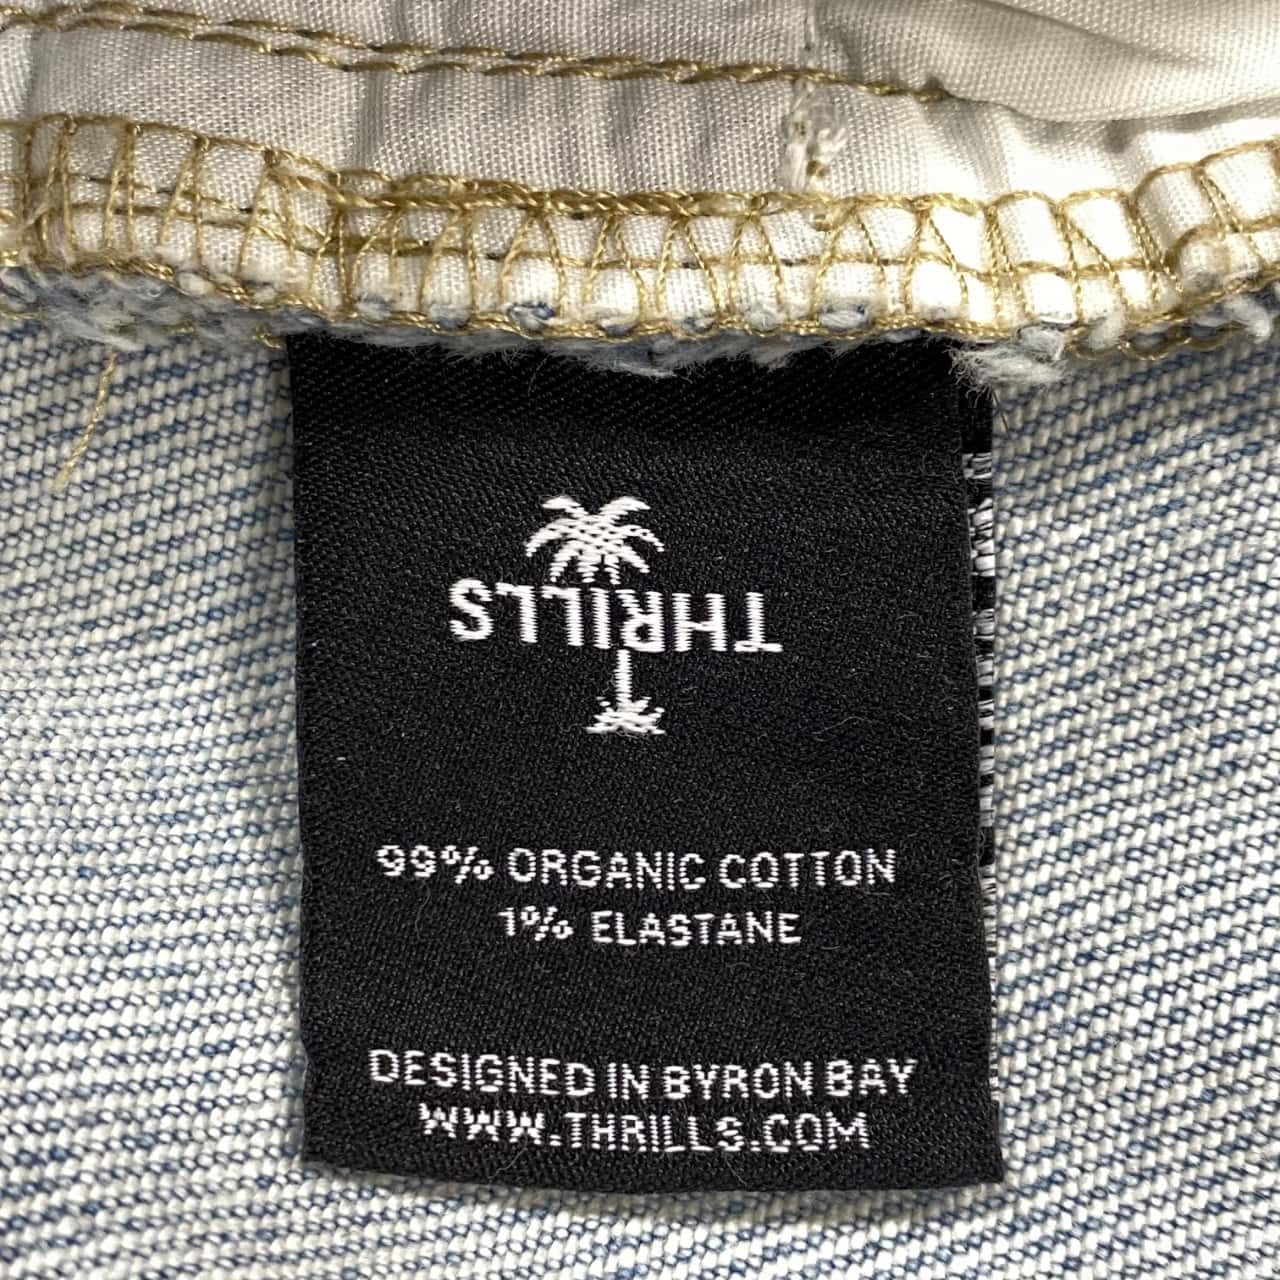 THRILLS
99% ORGANIC COTTON
1% ELASTANE
DESIGNED IN BYRON BAY
WWW.THRILLS.COM